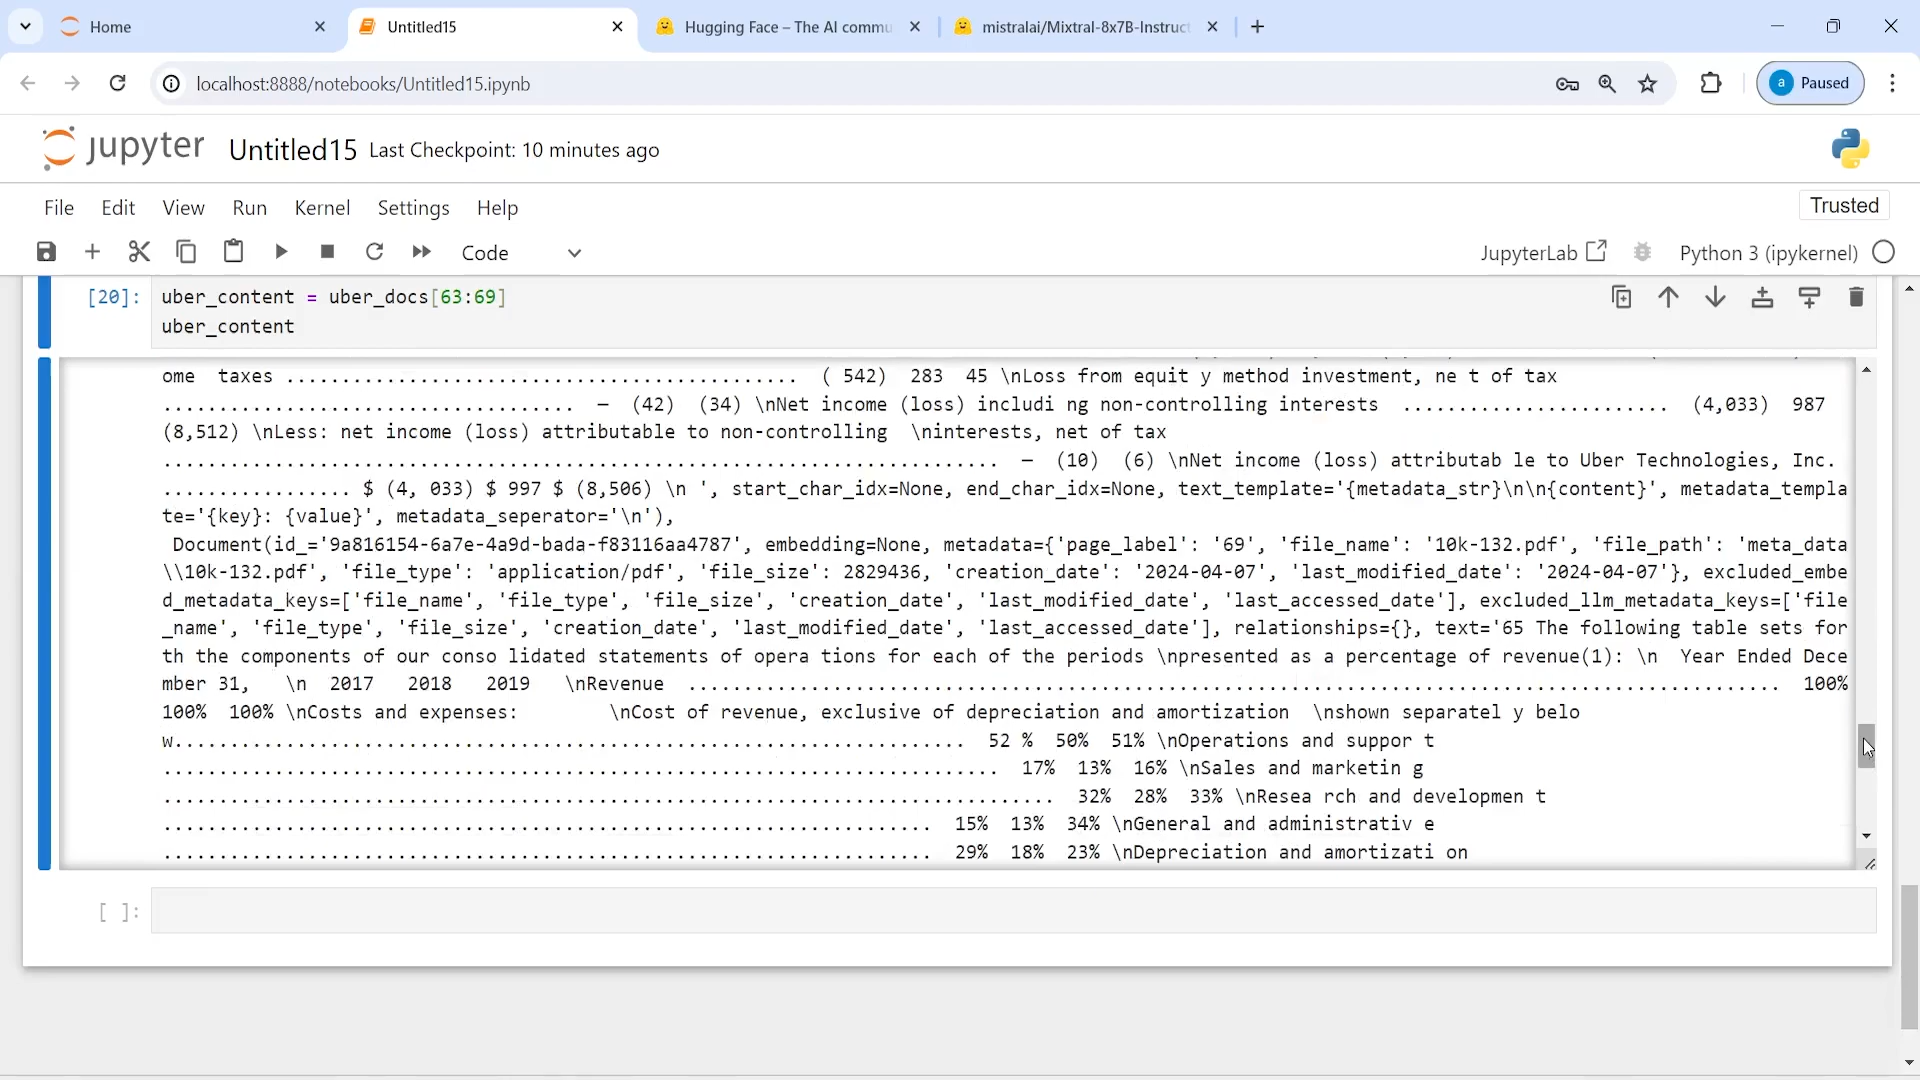 Home
Untitled15
Hugging Face – The AI commu
mistralai/Mixtral-8x7B-Instruct
localhost:8888/notebooks/Untitled15.ipynb
a Paused
jupyter Untitled15 Last Checkpoint: 10 minutes ago
File Edit View Run Kernel Settings Help
Trusted
Code
JupyterLab
Python 3 (ipykernel)
[20]: uber_content = uber_docs[63:69]
uber_content
ome  taxes .............................................. ( 542)  283  45 \nLoss from equit y method investment, ne t of tax
..................................... — (42)  (34) \nNet income (loss) includi ng non-controlling interests ........................ (4,033)  987
(8,512) \nLess: net income (loss) attributable to non-controlling  \ninterests, net of tax
........................................................................... — (10)  (6) \nNet income (loss) attributab le to Uber Technologies, Inc.
................. $ (4, 033) $ 997 $ (8,506) \n ', start_char_idx=None, end_char_idx=None, text_template='{metadata_str}\n\n{content}', metadata_templa
te='{key}: {value}', metadata_seperator='\n'),
Document(id_='9a816154-6a7e-4a9d-bada-f83116aa4787', embedding=None, metadata={'page_label': '69', 'file_name': '10k-132.pdf', 'file_path': 'meta_data
\\10k-132.pdf', 'file_type': 'application/pdf', 'file_size': 2829436, 'creation_date': '2024-04-07', 'last_modified_date': '2024-04-07'}, excluded_embe
d_metadata_keys=['file_name', 'file_type', 'file_size', 'creation_date', 'last_modified_date', 'last_accessed_date'], excluded_llm_metadata_keys=['file
_name', 'file_type', 'file_size', 'creation_date', 'last_modified_date', 'last_accessed_date'], relationships={}, text='65 The following table sets for
th the components of our conso lidated statements of opera tions for each of the periods \npresented as a percentage of revenue(1): \n  Year Ended Dece
mber 31,   \n  2017   2018   2019   \nRevenue .................................................................................................. 100%
100%  100% \nCosts and expenses:        \nCost of revenue, exclusive of depreciation and amortization  \nshown separatel y belo
w....................................................................... 52 %  50%  51% \nOperations and suppor t
........................................................................... 17%  13%  16% \nSales and marketin g
................................................................................ 32%  28%  33% \nResea rch and developmen t
..................................................................... 15%  13%  34% \nGeneral and administrativ e
..................................................................... 29%  18%  23% \nDepreciation and amortizati on
[ ]: